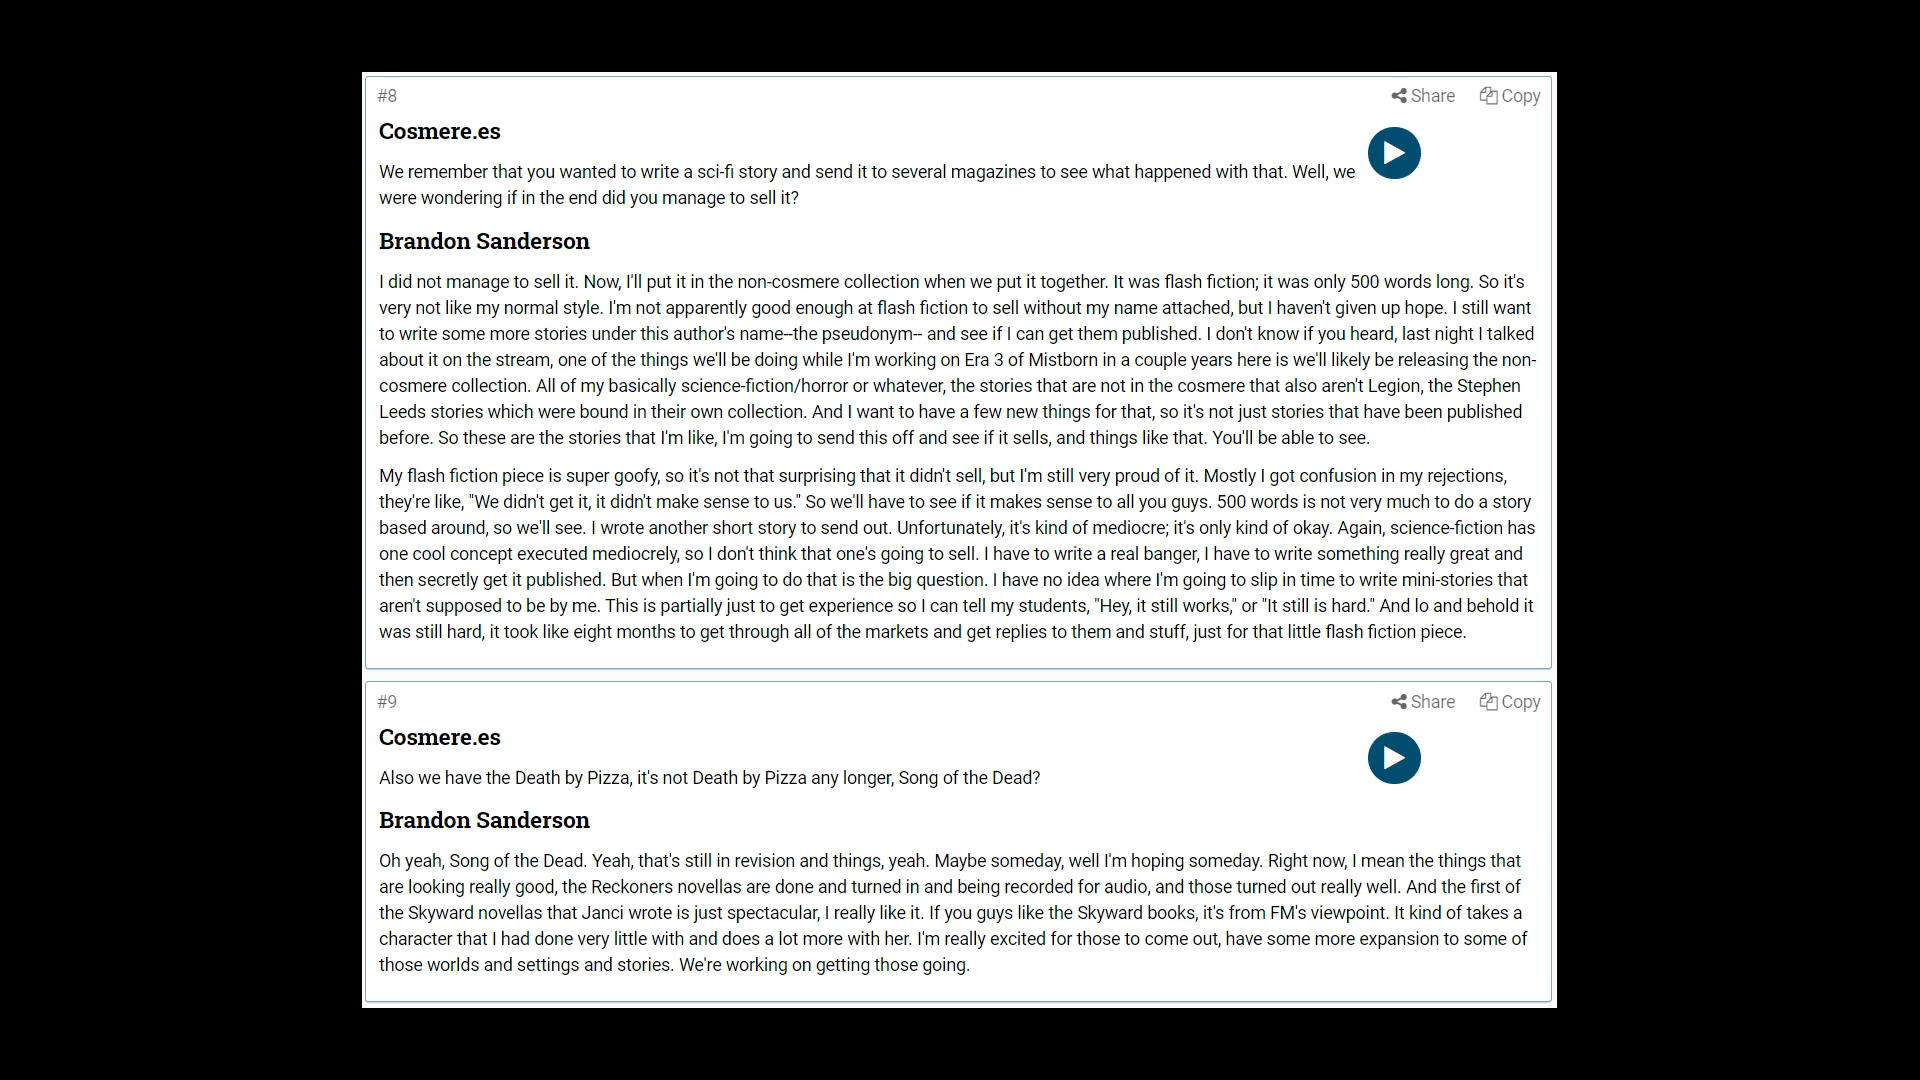 #8
Share
Copy
Cosmere.es
We remember that you wanted to write a sci-fi story and send it to several magazines to see what happened with that. Well, we
were wondering if in the end did you manage to sell it?
Brandon Sanderson
I did not manage to sell it. Now, I'll put it in the non-cosmere collection when we put it together. It was flash fiction; it was only 500 words long. So it's
very not like my normal style. I'm not apparently good enough at flash fiction to sell without my name attached, but I haven't given up hope. I still want
to write some more stories under this author's name--the pseudonym-- and see if I can get them published. I don't know if you heard, last night I talked
about it on the stream, one of the things we'll be doing while I'm working on Era 3 of Mistborn in a couple years here is we'll likely be releasing the non-
cosmere collection. All of my basically science-fiction/horror or whatever, the stories that are not in the cosmere that also aren't Legion, the Stephen
Leeds stories which were bound in their own collection. And I want to have a few new things for that, so it's not just stories that have been published
before. So these are the stories that I'm like, I'm going to send this off and see if it sells, and things like that. You'll be able to see.
My flash fiction piece is super goofy, so it's not that surprising that it didn't sell, but I'm still very proud of it. Mostly I got confusion in my rejections,
they're like, "We didn't get it, it didn't make sense to us." So we'll have to see if it makes sense to all you guys. 500 words is not very much to do a story
based around, so we'll see. I wrote another short story to send out. Unfortunately, it's kind of mediocre; it's only kind of okay. Again, science-fiction has
one cool concept executed mediocrely, so I don't think that one's going to sell. I have to write a real banger, I have to write something really great and
then secretly get it published. But when I'm going to do that is the big question. I have no idea where I'm going to slip in time to write mini-stories that
aren't supposed to be by me. This is partially just to get experience so I can tell my students, "Hey, it still works," or "It still is hard." And lo and behold it
was still hard, it took like eight months to get through all of the markets and get replies to them and stuff, just for that little flash fiction piece.
#9
Share
Copy
Cosmere.es
Also we have the Death by Pizza, it's not Death by Pizza any longer, Song of the Dead?
Brandon Sanderson
Oh yeah, Song of the Dead. Yeah, that's still in revision and things, yeah. Maybe someday, well I'm hoping someday. Right now, I mean the things that
are looking really good, the Reckoners novellas are done and turned in and being recorded for audio, and those turned out really well. And the first of
the Skyward novellas that Janci wrote is just spectacular, I really like it. If you guys like the Skyward books, it's from FM's viewpoint. It kind of takes a
character that I had done very little with and does a lot more with her. I'm really excited for those to come out, have some more expansion to some of
those worlds and settings and stories. We're working on getting those going.